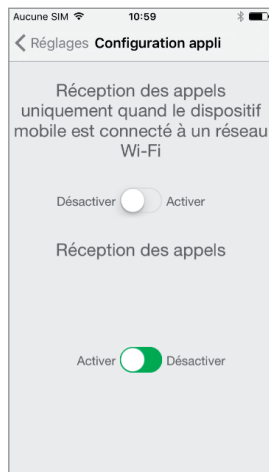 Aucune SIM 10:59
Réglages Configuration appli
Réception des appels
uniquement quand le dispositif
mobile est connecté à un réseau
Wi-Fi
Désactiver Activer
Réception des appels
Activer Désactiver